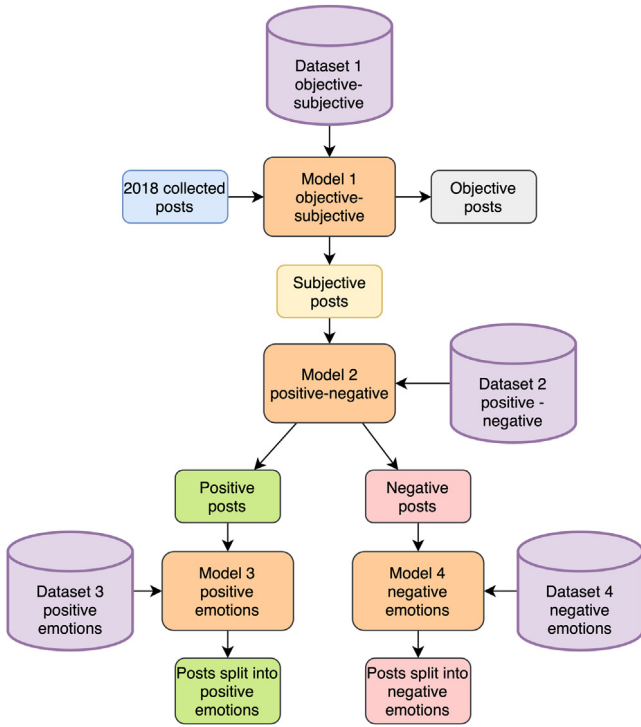 Dataset 1
objective-
subjective
2018 collected
posts
Model 1
objective-
subjective
Objective
posts
Subjective
posts
Model 2
positive-negative
Dataset 2
positive -
negative
Positive
posts
Negative
posts
Dataset 3
positive
emotions
Model 3
positive
emotions
Model 4
negative
emotions
Dataset 4
negative
emotions
Posts split into
positive
emotions
Posts split into
negative
emotions